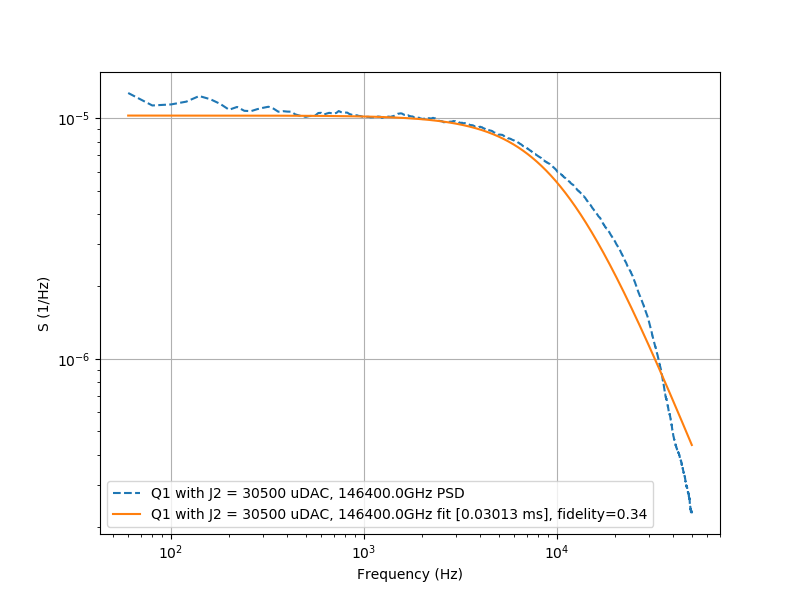 10⁻⁵
10⁻⁶
S (1/Hz)
Q1 with J2 = 30500 uDAC, 146400.0GHz PSD
Q1 with J2 = 30500 uDAC, 146400.0GHz fit [0.03013 ms], fidelity=0.34
10² 10³ 10⁴
Frequency (Hz)